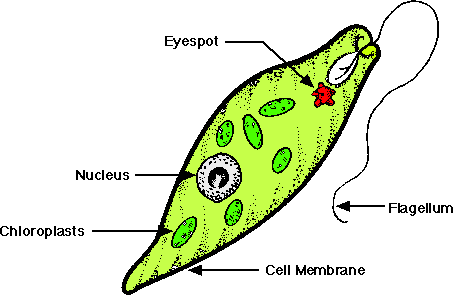 Eyespot
Nucleus
Flagellum
Chloroplasts
Cell Membrane